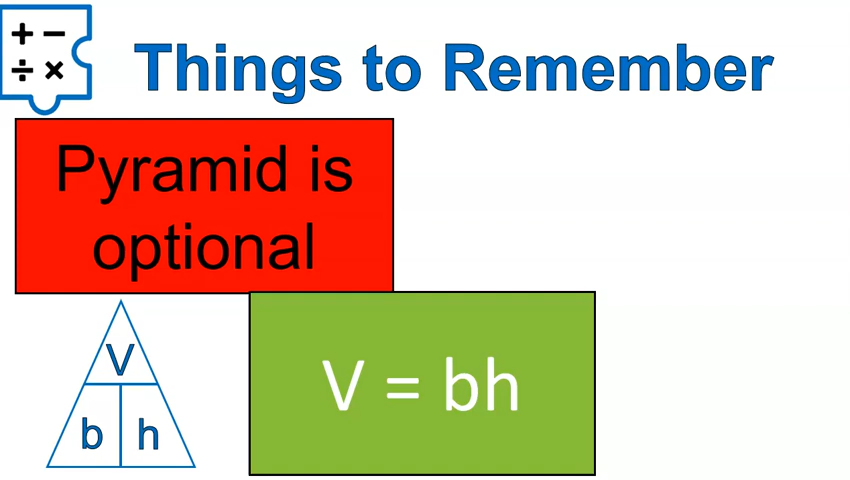 + −
÷ ×
Things to Remember
Pyramid is
optional
V
b h
V = bh